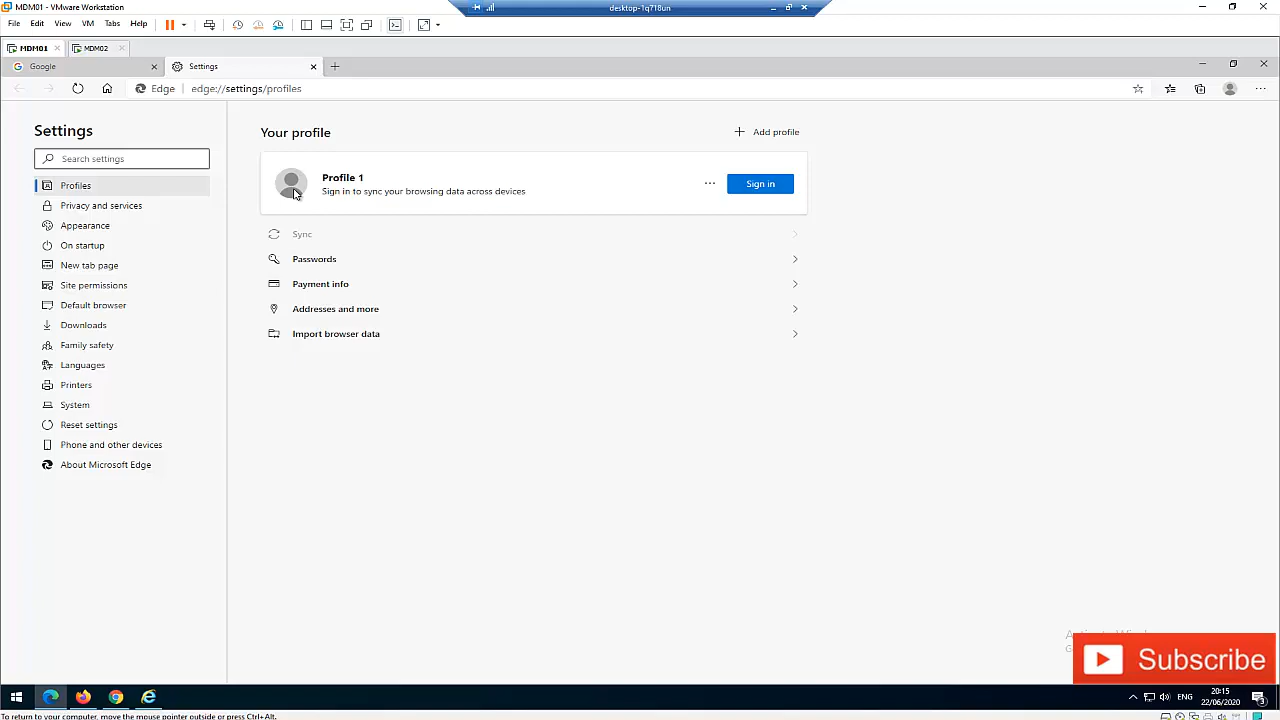 MDM01 - VMware Workstation
desktop-1q718un
File Edit View VM Tabs Help
MDM01 MDM02
Google Settings
Edge edge://settings/profiles
Settings
Search settings
Profiles
Privacy and services
Appearance
On startup
New tab page
Site permissions
Default browser
Downloads
Family safety
Languages
Printers
System
Reset settings
Phone and other devices
About Microsoft Edge
Your profile
Add profile
Profile 1
Sign in to sync your browsing data across devices
Sign in
Sync
Passwords
Payment info
Addresses and more
Import browser data
Subscribe
ENG
20:15
22/06/2020
3
To return to your computer, move the mouse pointer outside or press Ctrl+Alt.